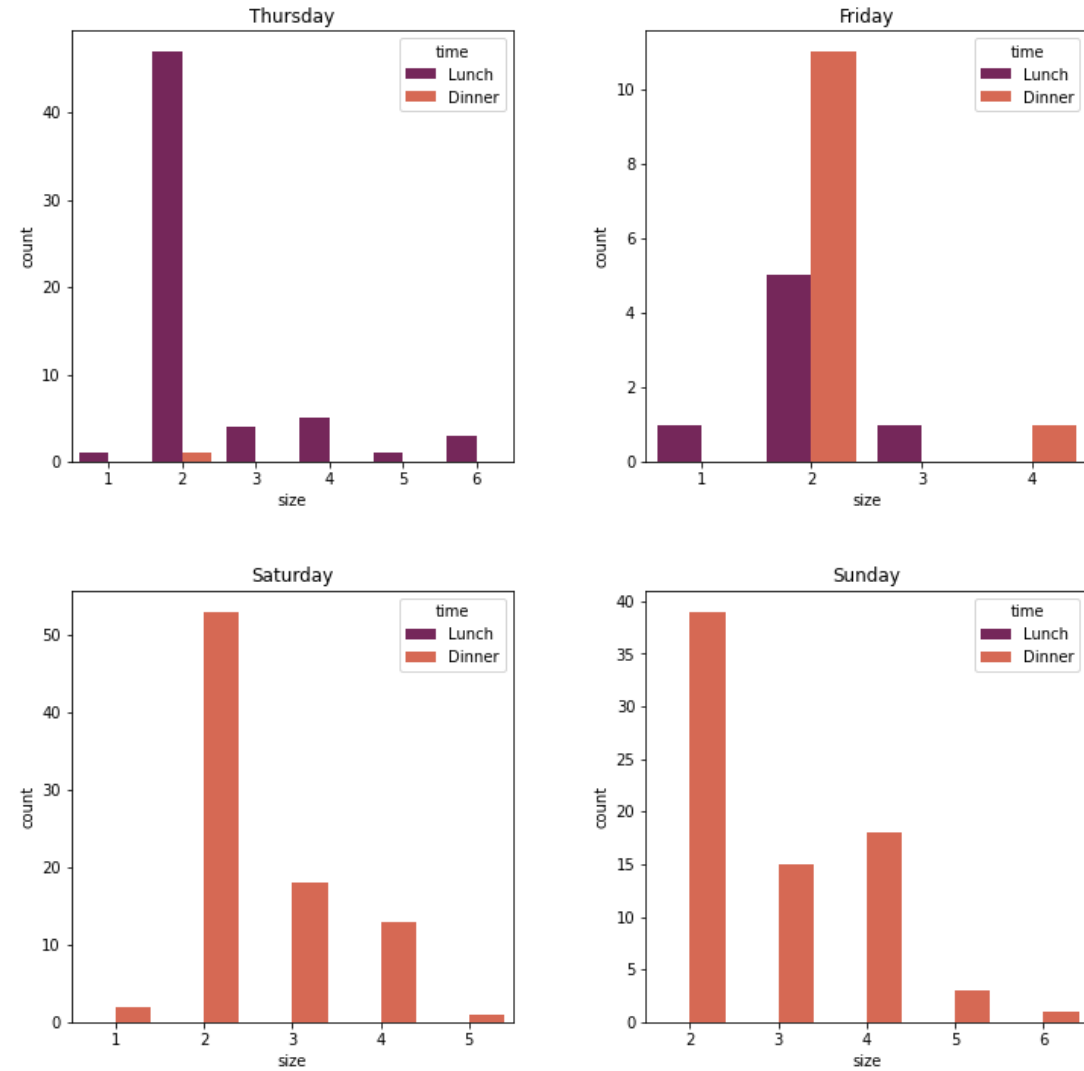 Thursday
time
Lunch
Dinner
40
30
20
10
0
count
1 2 3 4 5 6
size
Friday
time
Lunch
Dinner
10
8
6
4
2
0
count
1 2 3 4
size
Saturday
time
Lunch
Dinner
50
40
30
20
10
0
count
1 2 3 4 5
size
Sunday
time
Lunch
Dinner
40
35
30
25
20
15
10
5
0
count
2 3 4 5 6
size